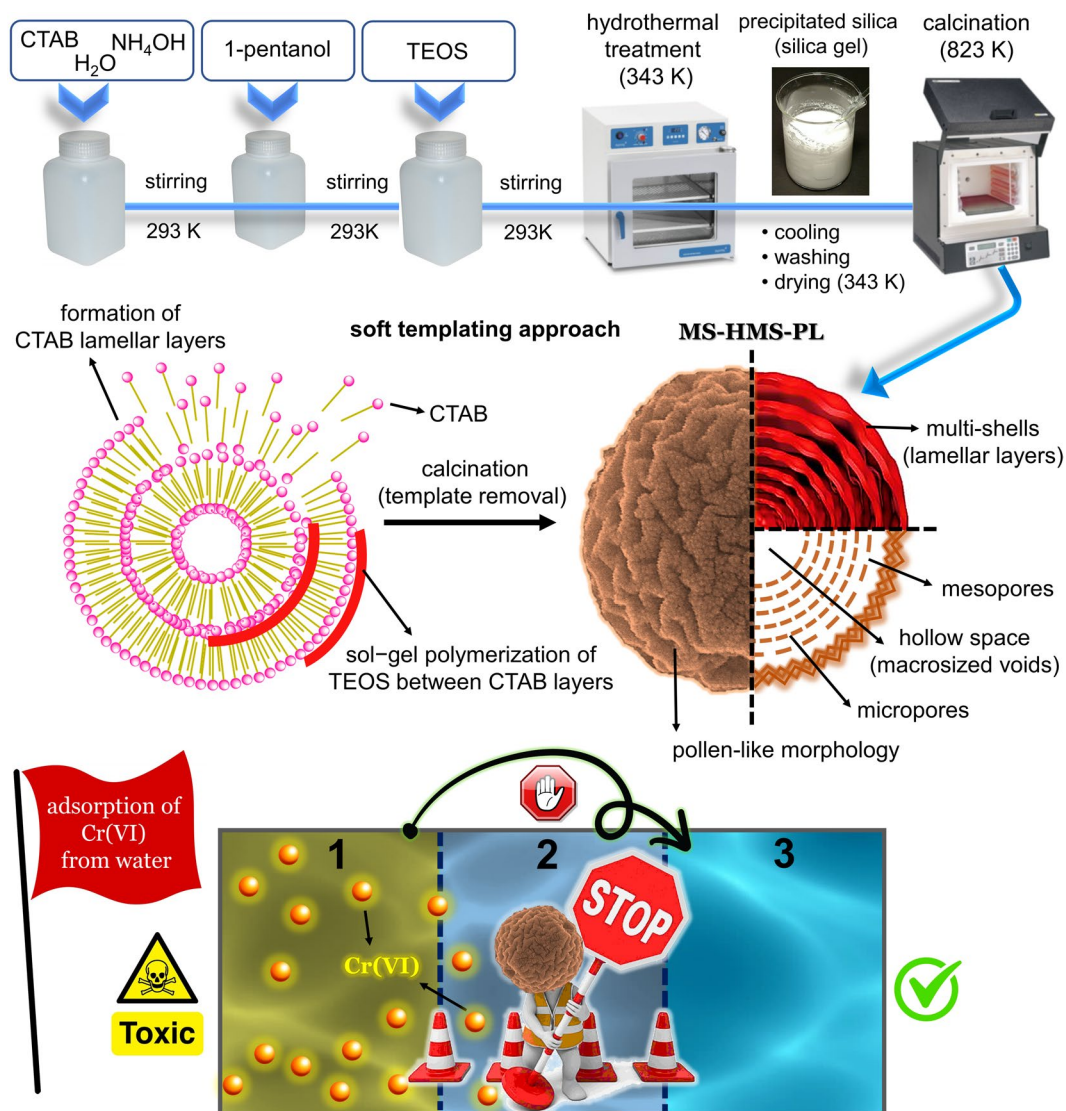 CTAB
NH₄OH
H₂O
1-pentanol
TEOS
hydrothermal
treatment
(343 K)
precipitated silica
(silica gel)
calcination
(823 K)
stirring
293 K
stirring
293K
stirring
293K
• cooling
• washing
• drying (343 K)
formation of
CTAB lamellar layers
soft templating approach
MS-HMS-PL
CTAB
calcination
(template removal)
multi-shells
(lamellar layers)
mesopores
hollow space
(macrosized voids)
micropores
sol−gel polymerization of
TEOS between CTAB layers
pollen-like morphology
adsorption of
Cr(VI)
from water
1
2
3
STOP
Cr(VI)
Toxic